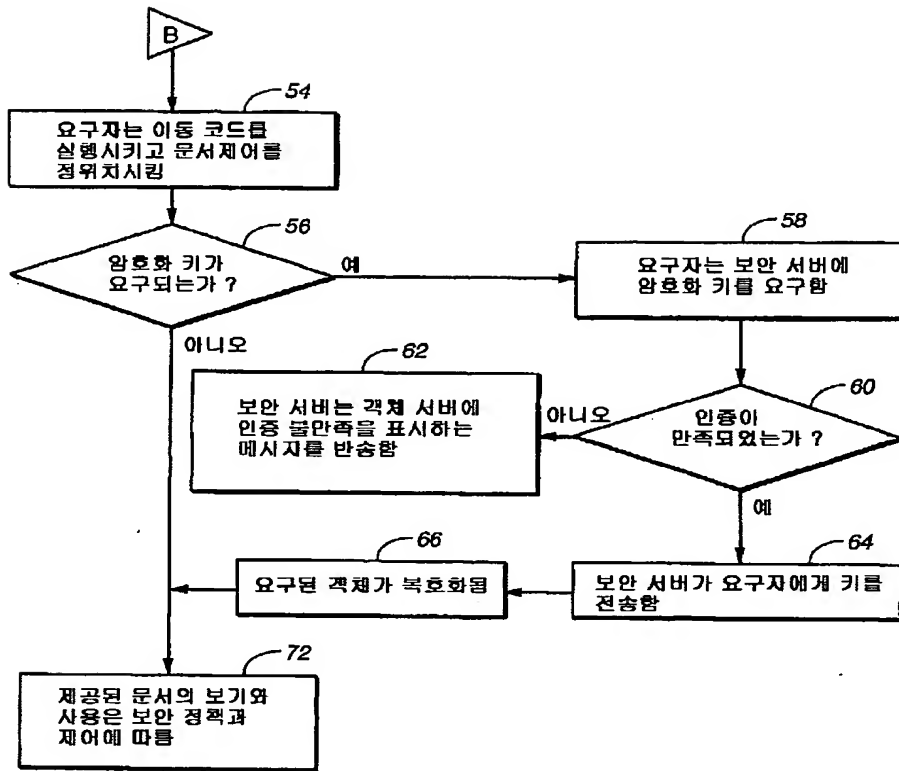 B
54
요구자는 이동 코드를
실행시키고 문서제어를
정위치시킴
56
암호화 키가
요구되는가 ?
예
58
요구자는 보안 서버에
암호화 키를 요구함
아니오
62
보안 서버는 객체 서버에
인증 불만족을 표시하는
메시자를 반송함
아니오
60
인증이
만족되었는가 ?
예
66
요구된 객체가 복호화됨
64
보안 서버가 요구자에게 키를
전송함
72
제공된 문서의 보기와
사용은 보안 정책과
제어에 따름